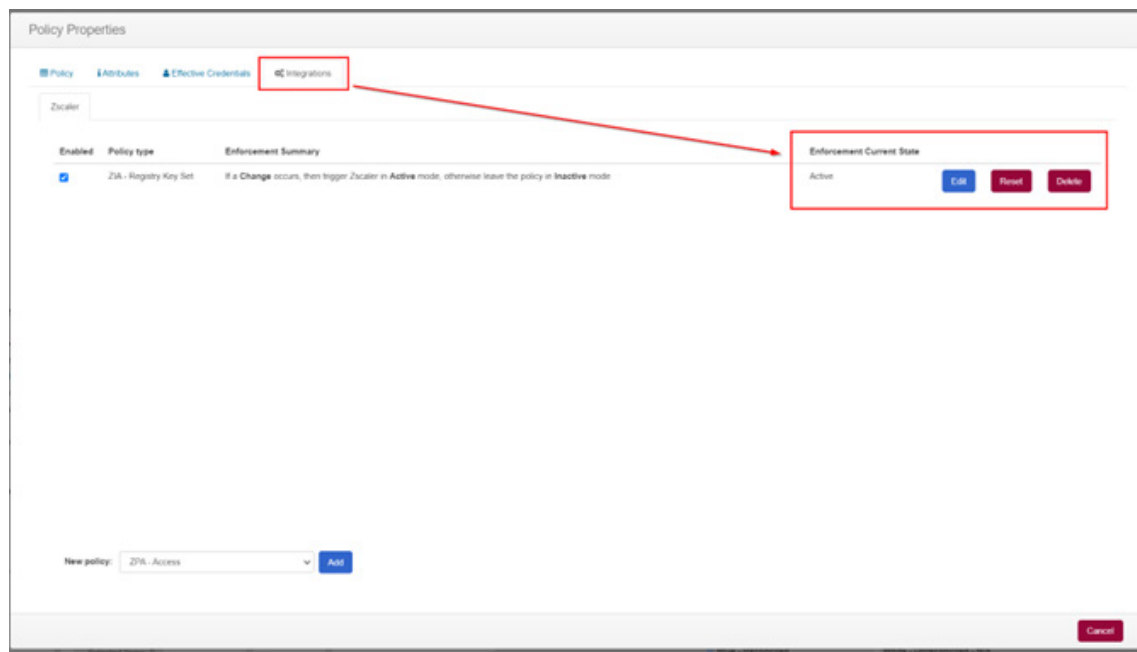 Policy Properties
Policy Attributes Effective Credentials Integrations
Zscaler
Enabled Policy type Enforcement Summary Enforcement Current State
ZIA - Registry Key Set If a Change occurs, then trigger Zscaler in Active mode, otherwise leave the policy in Inactive mode Active Edit Reset Delete
New policy: ZPA - Access Add
Cancel